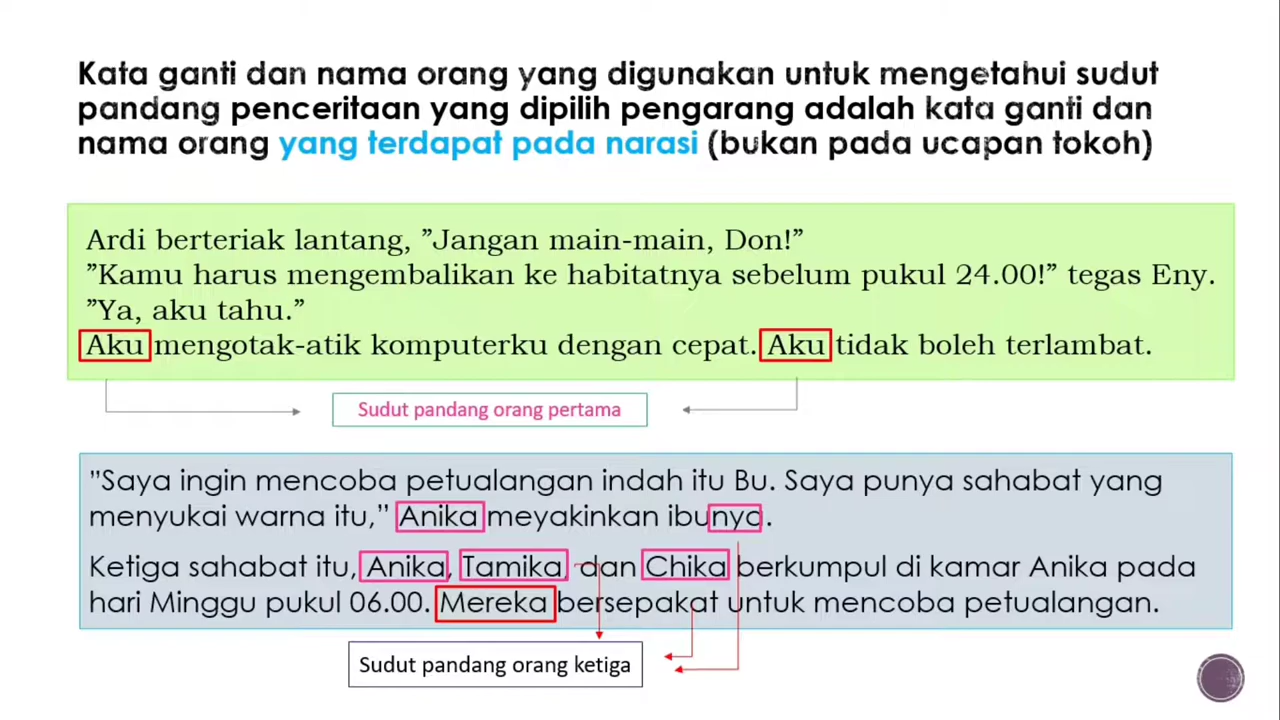 Kata ganti dan nama orang yang digunakan untuk mengetahui sudut
pandang penceritaan yang dipilih pengarang adalah kata ganti dan
nama orang yang terdapat pada narasi (bukan pada ucapan tokoh)
Ardi berteriak lantang, ”Jangan main-main, Don!”
”Kamu harus mengembalikan ke habitatnya sebelum pukul 24.00!” tegas Eny.
”Ya, aku tahu.”
Aku mengotak-atik komputerku dengan cepat. Aku tidak boleh terlambat.
Sudut pandang orang pertama
”Saya ingin mencoba petualangan indah itu Bu. Saya punya sahabat yang
menyukai warna itu,” Anika meyakinkan ibunya.
Ketiga sahabat itu, Anika, Tamika, dan Chika berkumpul di kamar Anika pada
hari Minggu pukul 06.00. Mereka bersepakat untuk mencoba petualangan.
Sudut pandang orang ketiga